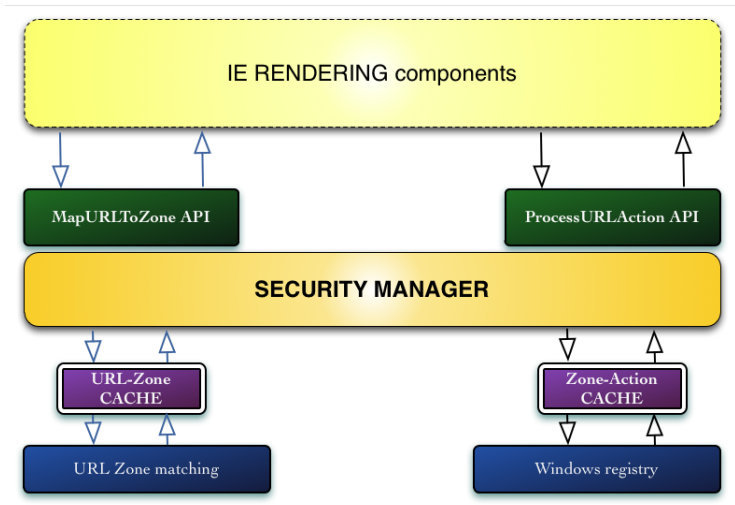 IE RENDERING components
MapURLToZone API
ProcessURLAction API
SECURITY MANAGER
URL-Zone
CACHE
Zone-Action
CACHE
URL Zone matching
Windows registry